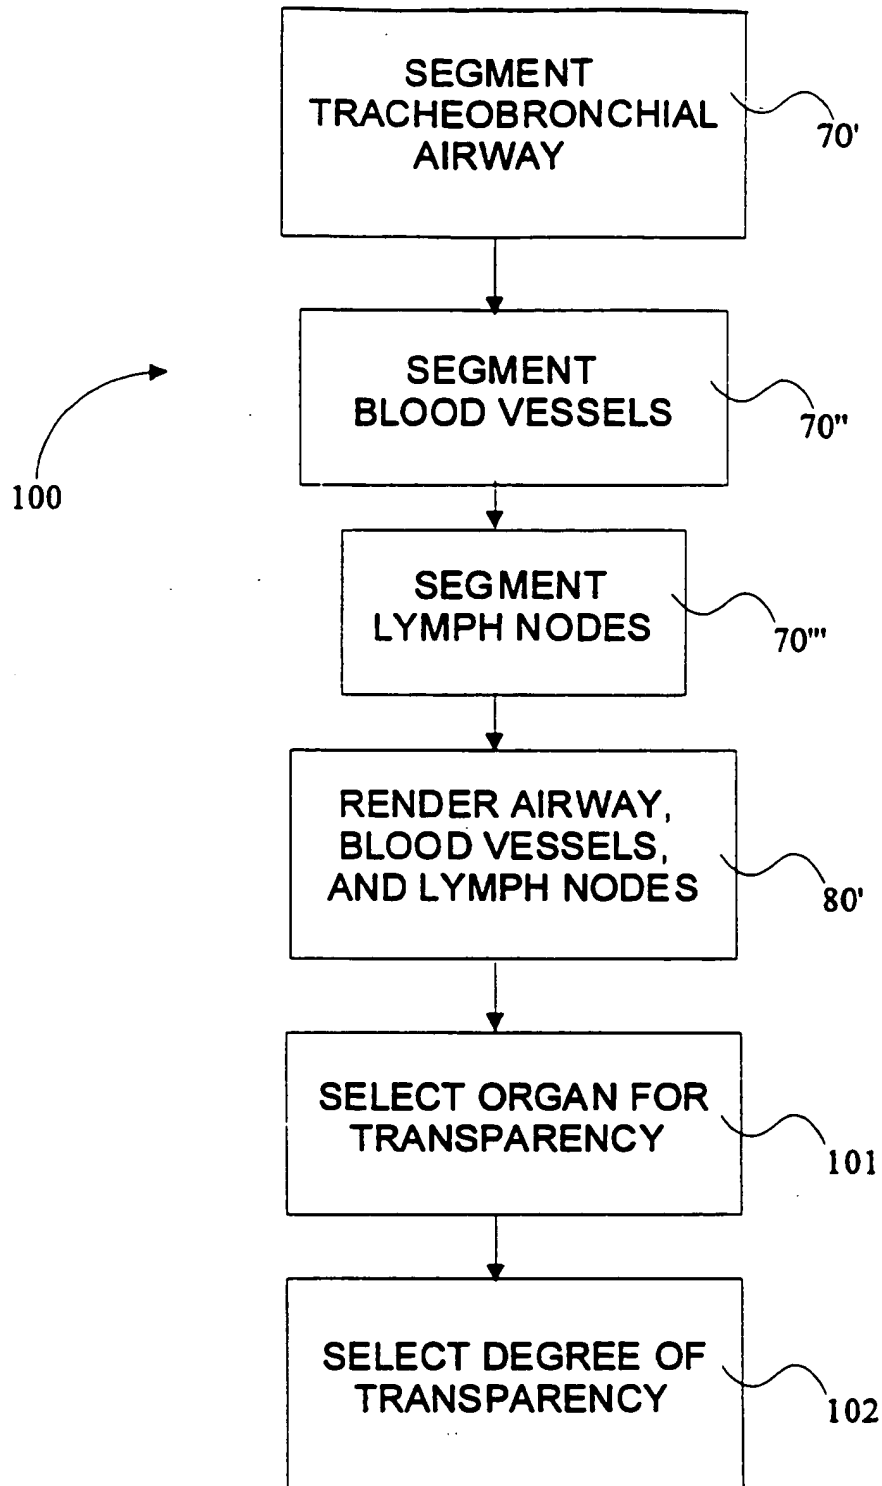 SEGMENT
TRACHEOBRONCHIAL
AIRWAY
70'
SEGMENT
BLOOD VESSELS
70"
100
SEGMENT
LYMPH NODES
70'"
RENDER AIRWAY,
BLOOD VESSELS,
AND LYMPH NODES
80'
SELECT ORGAN FOR
TRANSPARENCY
101
SELECT DEGREE OF
TRANSPARENCY
102